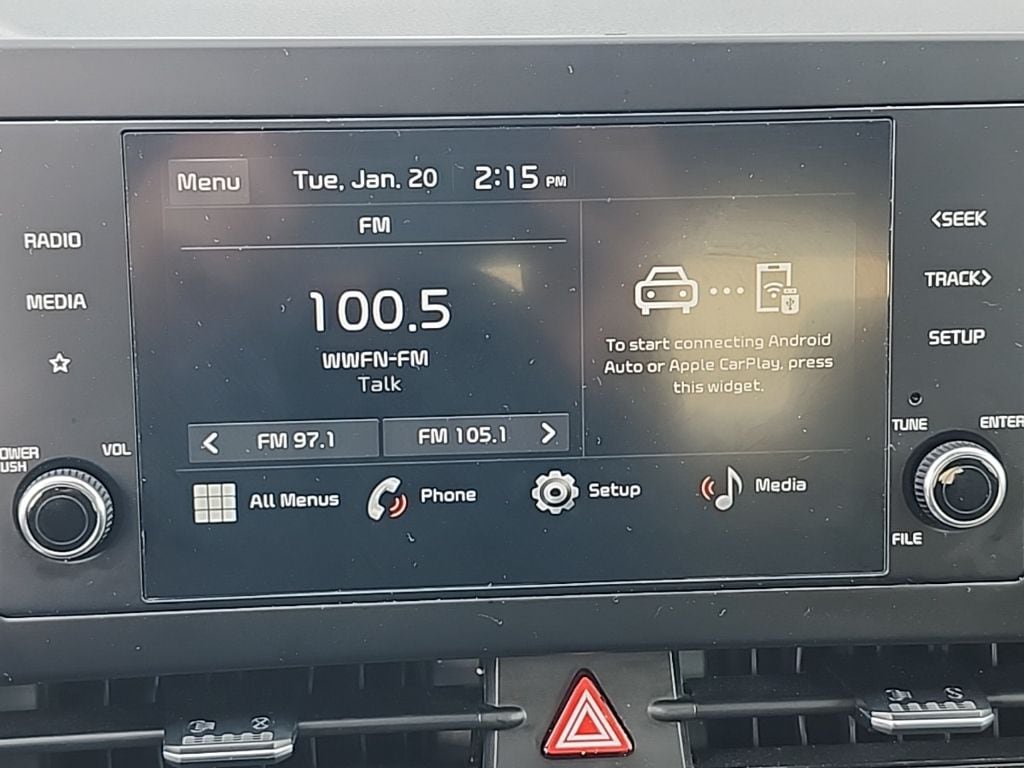 Menu
Tue, Jan. 20
2:15 PM
FM
100.5
WWFN-FM
Talk
FM 97.1
FM 105.1
To start connecting Android
Auto or Apple CarPlay, press
this widget.
All Menus
Phone
Setup
Media
RADIO
MEDIA
VOL
OWER
USH
<SEEK
TRACK>
SETUP
TUNE
ENTER
FILE